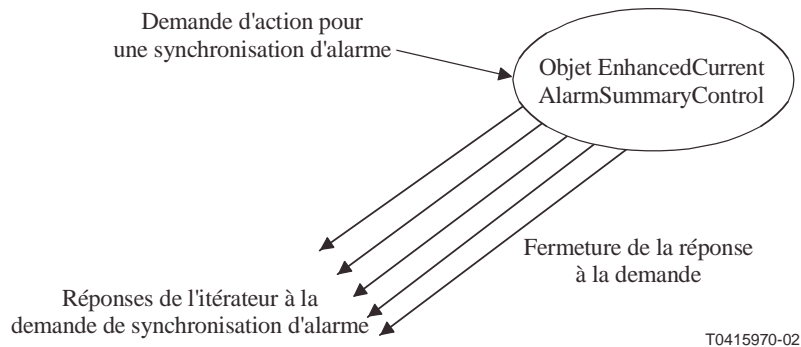 Demande d'action pour
une synchronisation d'alarme
Objet EnhancedCurrent
AlarmSummaryControl
Fermeture de la réponse
à la demande
Réponses de l'itérateur à la
demande de synchronisation d'alarme
T0415970-02